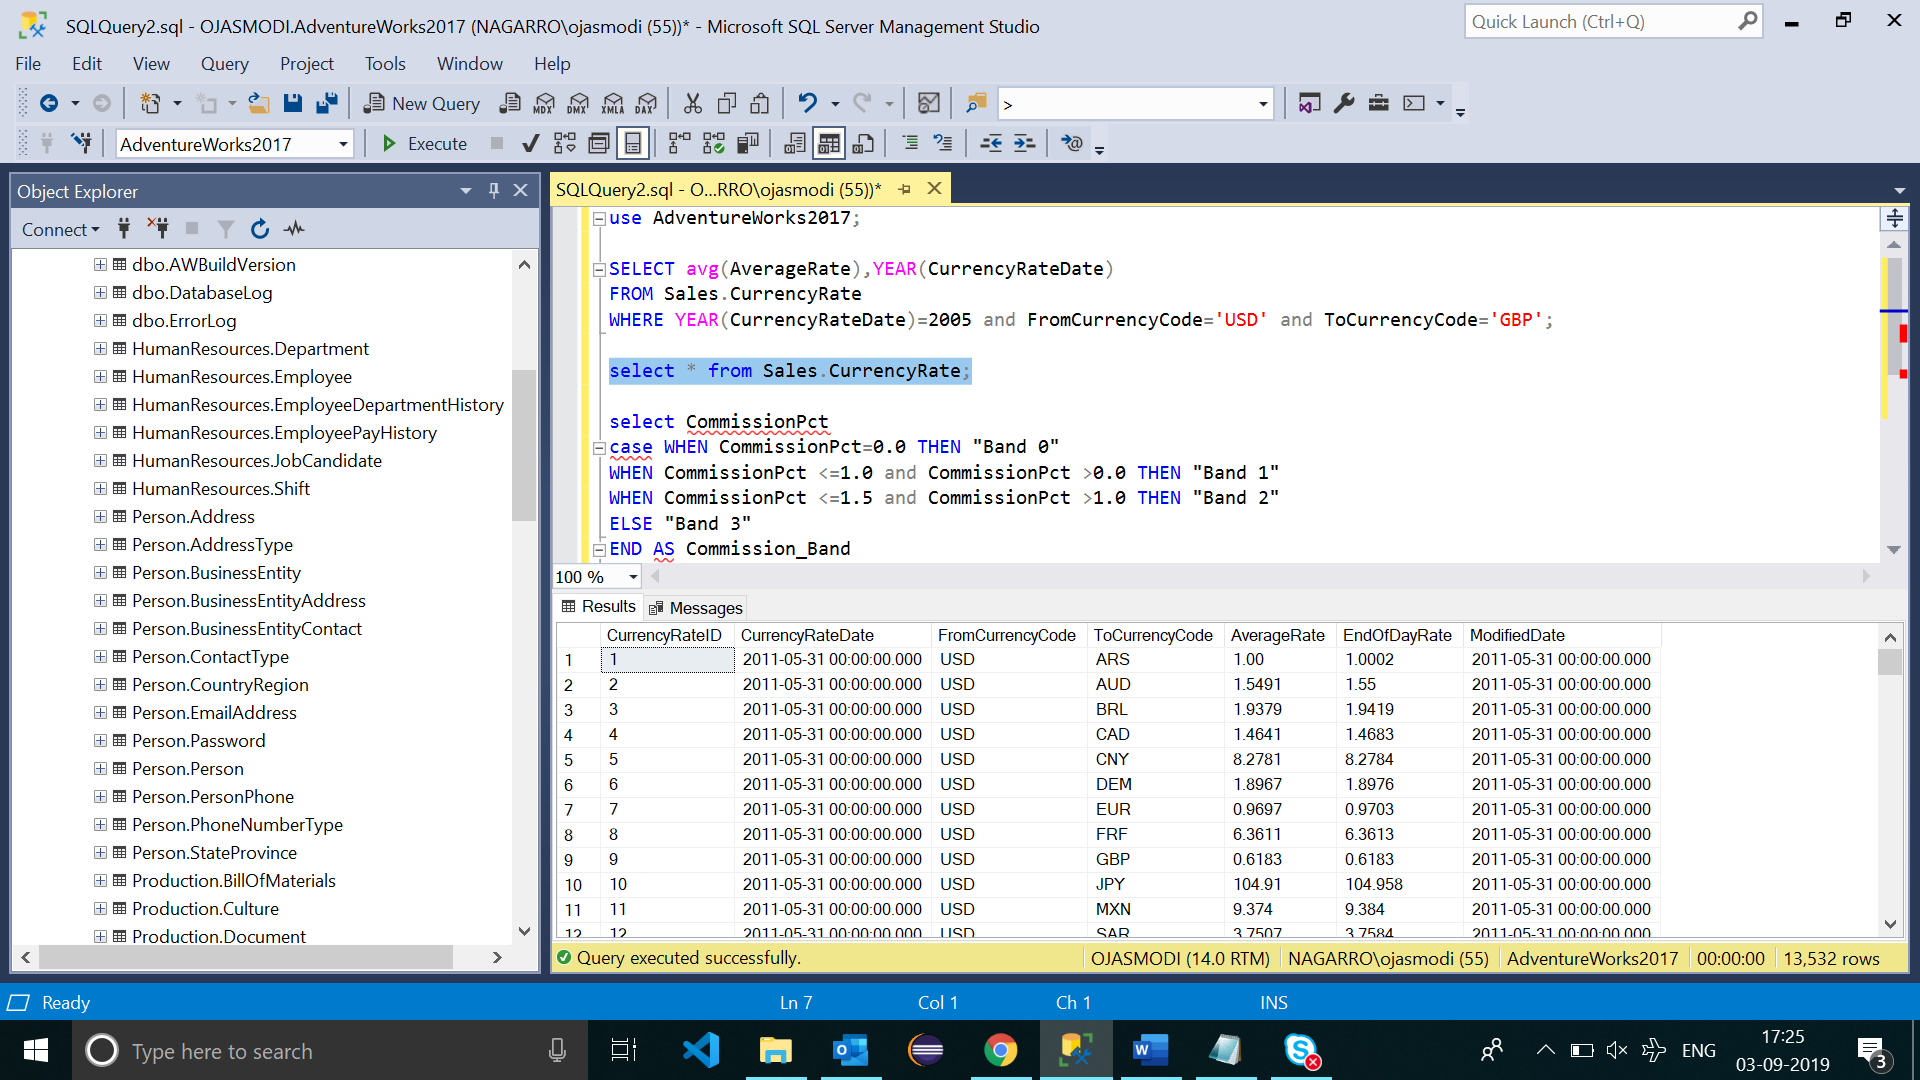 SQLQuery2.sql - OJASMODI.AdventureWorks2017 (NAGARRO\ojasmodi (55))* - Microsoft SQL Server Management Studio
Quick Launch (Ctrl+Q)
File Edit View Query Project Tools Window Help
New Query MDX DMX XMLA DAX >
AdventureWorks2017 Execute
Object Explorer
Connect
dbo.AWBuildVersion
dbo.DatabaseLog
dbo.ErrorLog
HumanResources.Department
HumanResources.Employee
HumanResources.EmployeeDepartmentHistory
HumanResources.EmployeePayHistory
HumanResources.JobCandidate
HumanResources.Shift
Person.Address
Person.AddressType
Person.BusinessEntity
Person.BusinessEntityAddress
Person.BusinessEntityContact
Person.ContactType
Person.CountryRegion
Person.EmailAddress
Person.Password
Person.Person
Person.PersonPhone
Person.PhoneNumberType
Person.StateProvince
Production.BillOfMaterials
Production.Culture
Production.Document
SQLQuery2.sql - O...RRO\ojasmodi (55))*
use AdventureWorks2017;
SELECT avg(AverageRate),YEAR(CurrencyRateDate)
FROM Sales.CurrencyRate
WHERE YEAR(CurrencyRateDate)=2005 and FromCurrencyCode='USD' and ToCurrencyCode='GBP';
select * from Sales.CurrencyRate;
select CommissionPct
case WHEN CommissionPct=0.0 THEN "Band 0"
WHEN CommissionPct <=1.0 and CommissionPct >0.0 THEN "Band 1"
WHEN CommissionPct <=1.5 and CommissionPct >1.0 THEN "Band 2"
ELSE "Band 3"
END AS Commission_Band
100 %
Results Messages
CurrencyRateID CurrencyRateDate FromCurrencyCode ToCurrencyCode AverageRate EndOfDayRate ModifiedDate
1 1 2011-05-31 00:00:00.000 USD ARS 1.00 1.0002 2011-05-31 00:00:00.000
2 2 2011-05-31 00:00:00.000 USD AUD 1.5491 1.55 2011-05-31 00:00:00.000
3 3 2011-05-31 00:00:00.000 USD BRL 1.9379 1.9419 2011-05-31 00:00:00.000
4 4 2011-05-31 00:00:00.000 USD CAD 1.4641 1.4683 2011-05-31 00:00:00.000
5 5 2011-05-31 00:00:00.000 USD CNY 8.2781 8.2784 2011-05-31 00:00:00.000
6 6 2011-05-31 00:00:00.000 USD DEM 1.8967 1.8976 2011-05-31 00:00:00.000
7 7 2011-05-31 00:00:00.000 USD EUR 0.9697 0.9703 2011-05-31 00:00:00.000
8 8 2011-05-31 00:00:00.000 USD FRF 6.3611 6.3613 2011-05-31 00:00:00.000
9 9 2011-05-31 00:00:00.000 USD GBP 0.6183 0.6183 2011-05-31 00:00:00.000
10 10 2011-05-31 00:00:00.000 USD JPY 104.91 104.958 2011-05-31 00:00:00.000
11 11 2011-05-31 00:00:00.000 USD MXN 9.374 9.384 2011-05-31 00:00:00.000
12 12 2011-05-31 00:00:00.000 USD SAR 3.7507 3.7584 2011-05-31 00:00:00.000
Query executed successfully. OJASMODI (14.0 RTM) NAGARRO\ojasmodi (55) AdventureWorks2017 00:00:00 13,532 rows
Ready Ln 7 Col 1 Ch 1 INS
Type here to search
ENG
17:25
03-09-2019
3